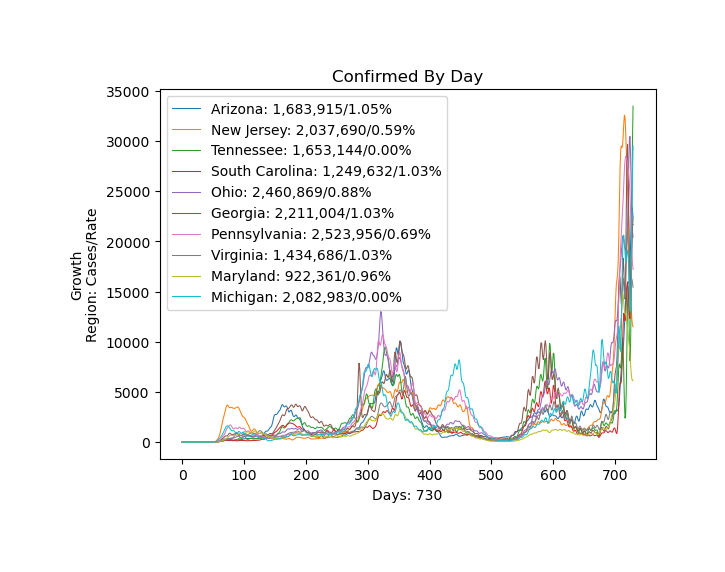 Confirmed By Day
35000
30000
25000
20000
15000
10000
5000
0
Growth
Region: Cases/Rate
Arizona: 1,683,915/1.05%
New Jersey: 2,037,690/0.59%
Tennessee: 1,653,144/0.00%
South Carolina: 1,249,632/1.03%
Ohio: 2,460,869/0.88%
Georgia: 2,211,004/1.03%
Pennsylvania: 2,523,956/0.69%
Virginia: 1,434,686/1.03%
Maryland: 922,361/0.96%
Michigan: 2,082,983/0.00%
0 100 200 300 400 500 600 700
Days: 730